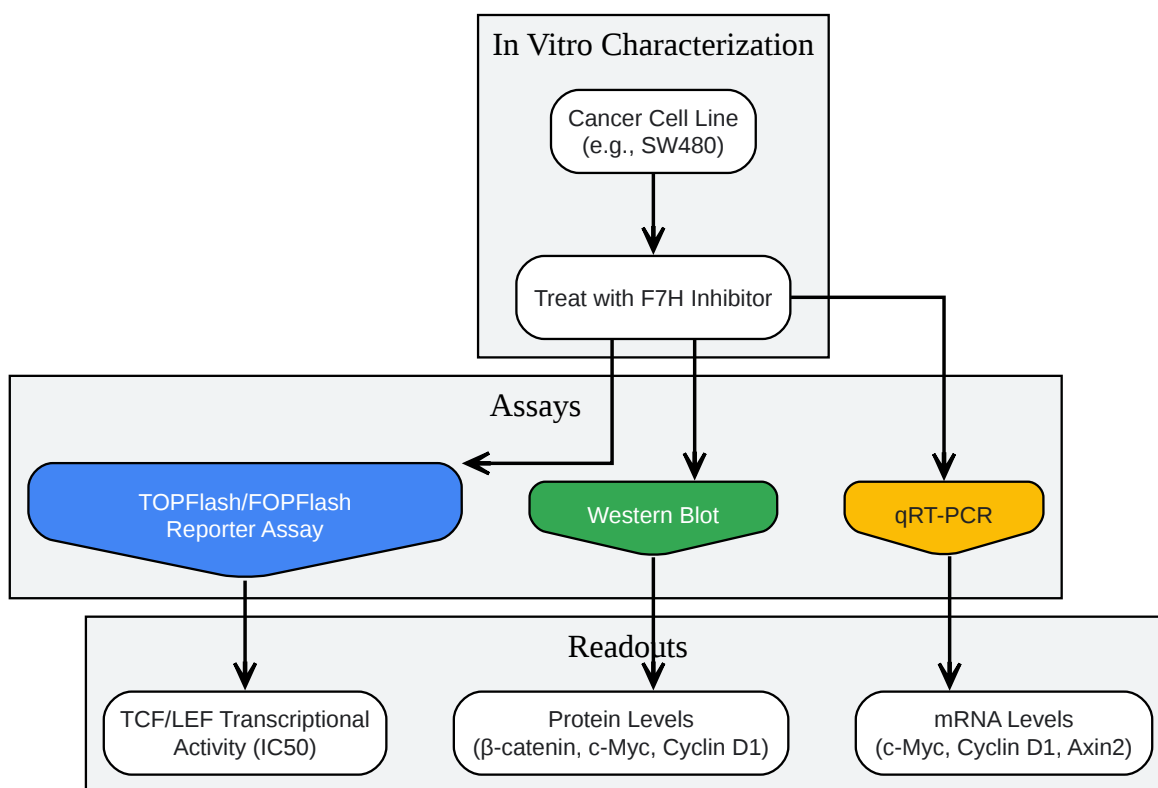 In Vitro Characterization
Cancer Cell Line
(e.g., SW480)
Treat with F7H Inhibitor
Assays
TOPFlash/FOPFlash
Reporter Assay
Western Blot
qRT-PCR
Readouts
TCF/LEF Transcriptional
Activity (IC50)
Protein Levels
(β-catenin, c-Myc, Cyclin D1)
mRNA Levels
(c-Myc, Cyclin D1, Axin2)